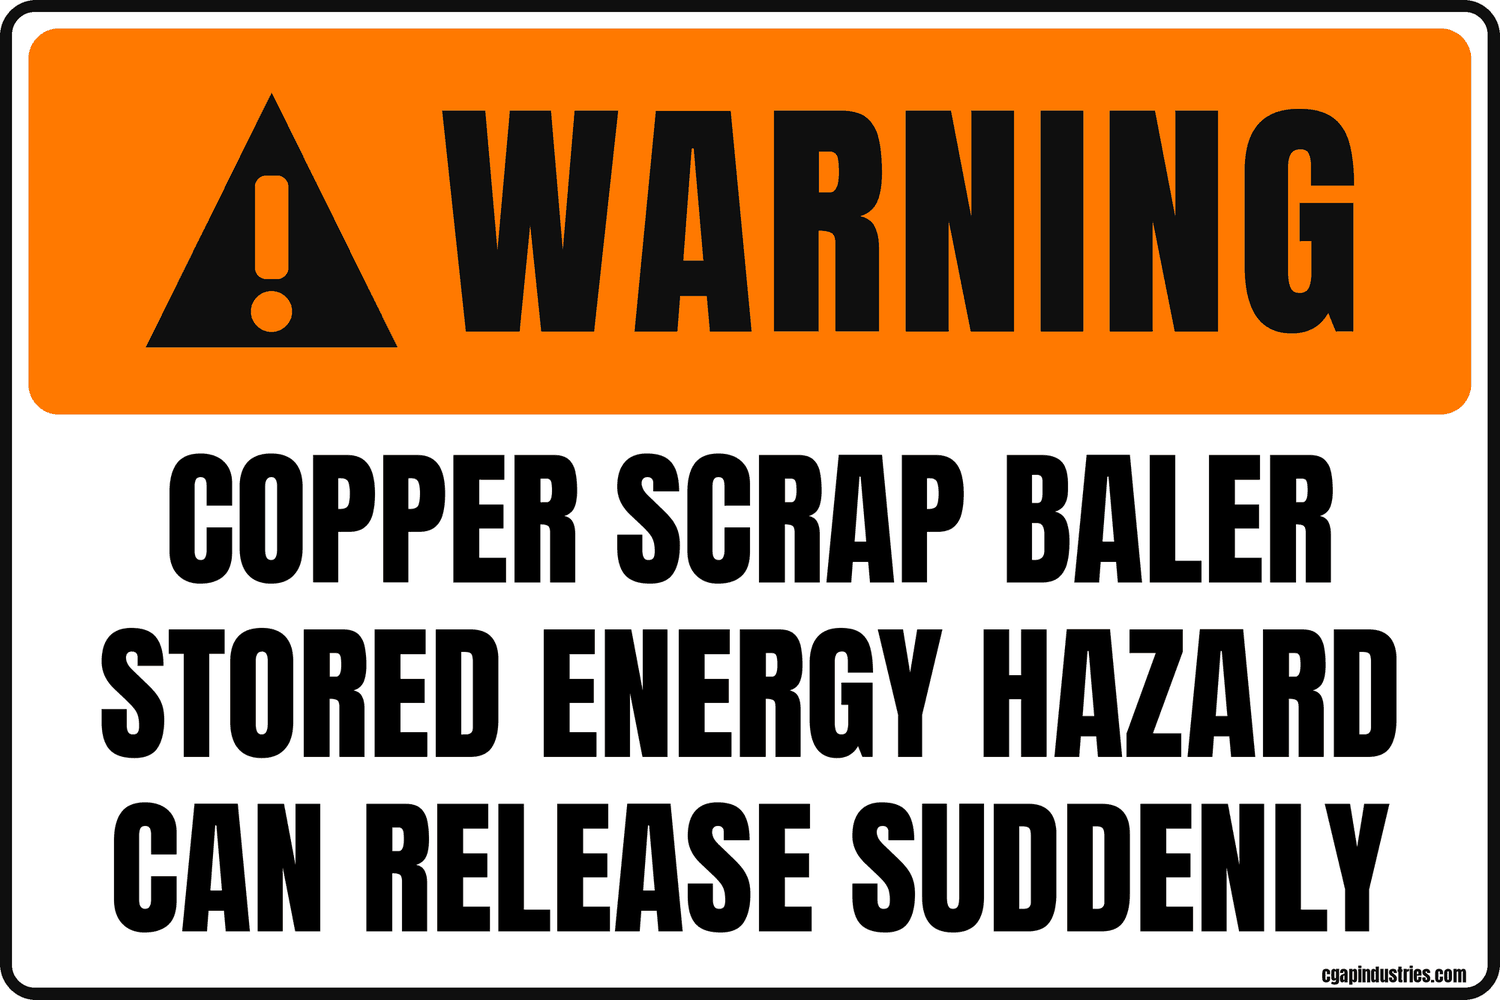 WARNING
COPPER SCRAP BALER
STORED ENERGY HAZARD
CAN RELEASE SUDDENLY
cgapindustries.com